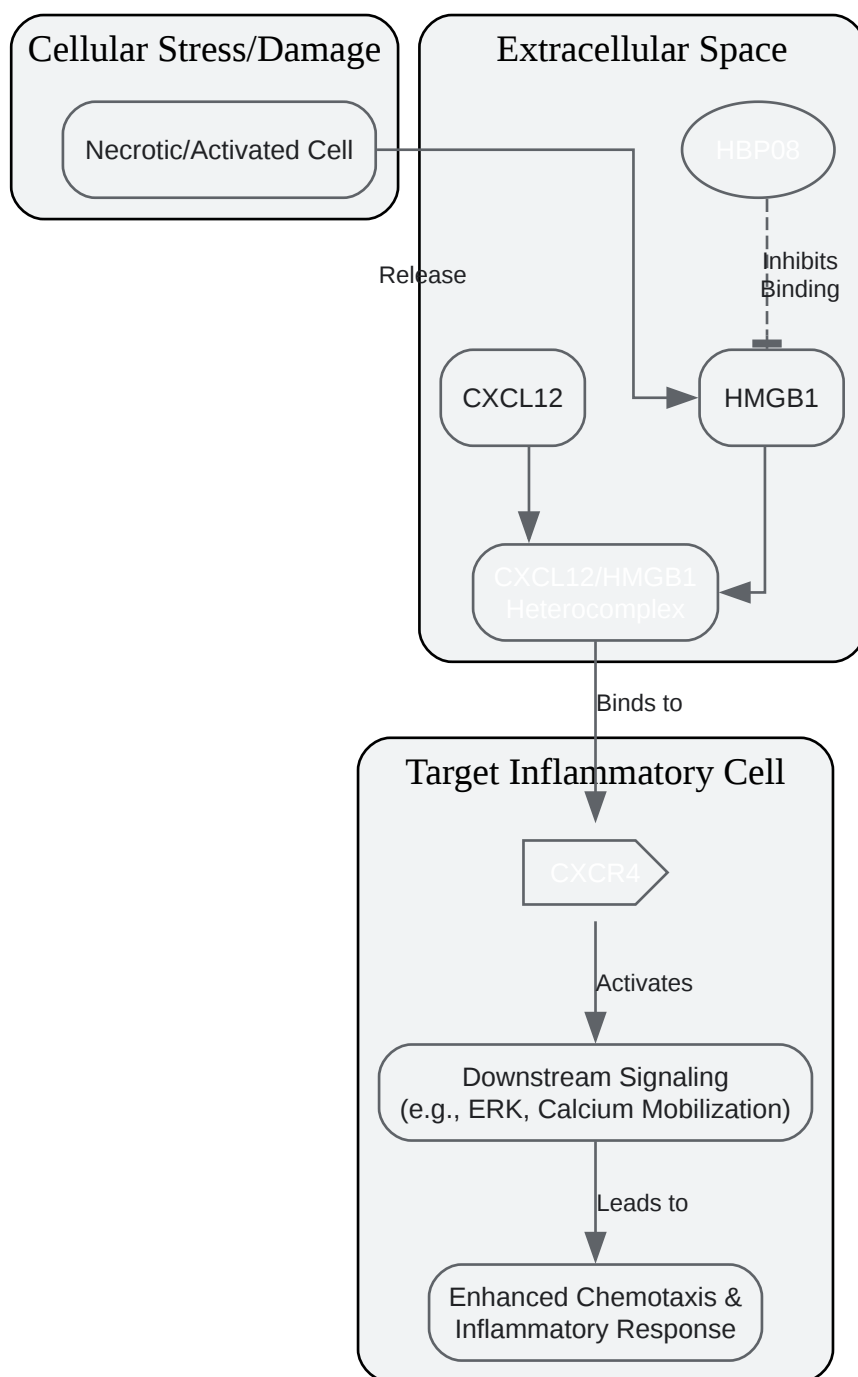 Cellular Stress/Damage
Extracellular Space
Necrotic/Activated Cell
HBP08
Release
Inhibits
Binding
CXCL12
HMGB1
CXCL12/HMGB1
Heterocomplex
Binds to
Target Inflammatory Cell
CXCR4
Activates
Downstream Signaling
(e.g., ERK, Calcium Mobilization)
Leads to
Enhanced Chemotaxis &
Inflammatory Response